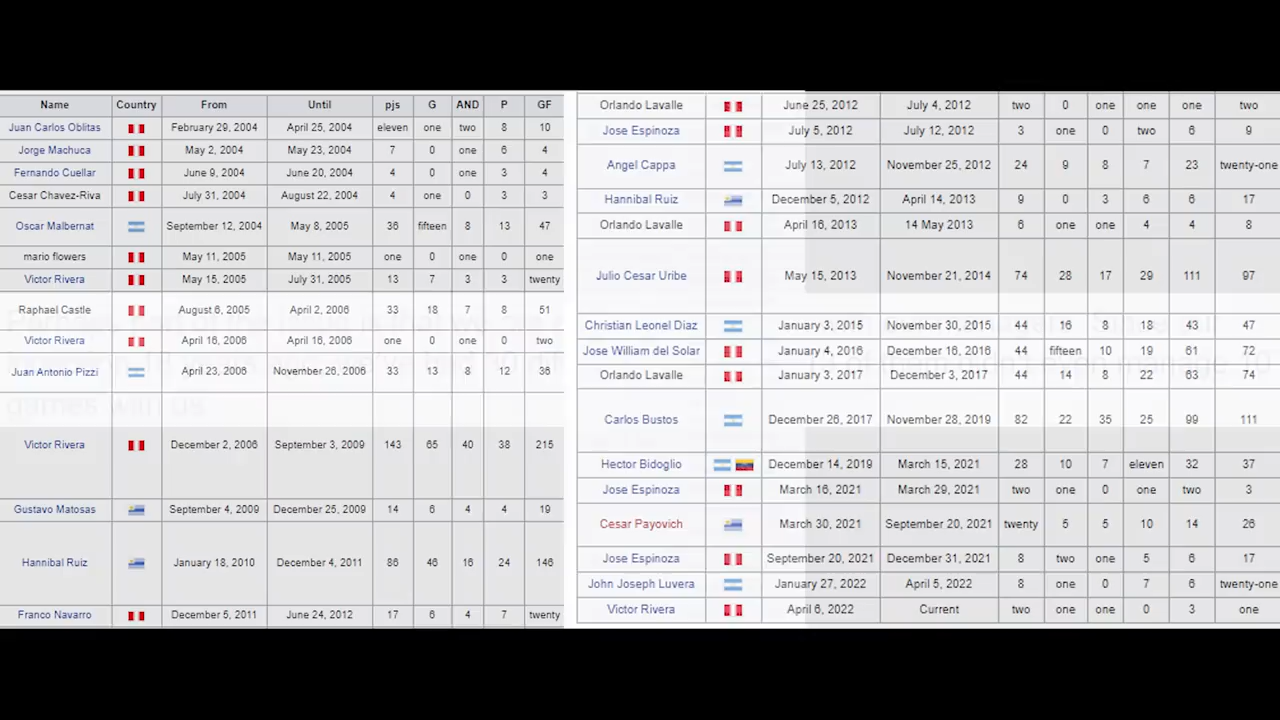 Name Country From Until pjs G AND P GF
Juan Carlos Oblitas February 29, 2004 April 25, 2004 eleven one two 8 10
Jorge Machuca May 2, 2004 May 23, 2004 7 0 one 6 4
Fernando Cuellar June 9, 2004 June 20, 2004 4 0 one 3 4
Cesar Chavez-Riva July 31, 2004 August 22, 2004 4 one 0 3 3
Oscar Malbernat September 12, 2004 May 8, 2005 36 fifteen 8 13 47
mario flowers May 11, 2005 May 11, 2005 one 0 one 0 one
Victor Rivera May 15, 2005 July 31, 2005 13 7 3 3 twenty
Raphael Castle August 6, 2005 April 2, 2006 33 18 7 8 51
Victor Rivera April 16, 2006 April 16, 2006 one 0 one 0 two
Juan Antonio Pizzi April 23, 2006 November 26, 2006 33 13 8 12 36
Victor Rivera December 2, 2006 September 3, 2009 143 65 40 38 215
Gustavo Matosas September 4, 2009 December 25, 2009 14 6 4 4 19
Hannibal Ruiz January 18, 2010 December 4, 2011 86 46 16 24 146
Franco Navarro December 5, 2011 June 24, 2012 17 6 4 7 twenty
Orlando Lavalle June 25, 2012 July 4, 2012 two 0 one one one two
Jose Espinoza July 5, 2012 July 12, 2012 3 one 0 two 6 9
Angel Cappa July 13, 2012 November 25, 2012 24 9 8 7 23 twenty-one
Hannibal Ruiz December 5, 2012 April 14, 2013 9 0 3 6 6 17
Orlando Lavalle April 16, 2013 14 May 2013 6 one one 4 4 8
Julio Cesar Uribe May 15, 2013 November 21, 2014 74 28 17 29 111 97
Christian Leonel Diaz January 3, 2015 November 30, 2015 44 16 8 18 43 47
Jose William del Solar January 4, 2016 December 16, 2016 44 fifteen 10 19 61 72
Orlando Lavalle January 3, 2017 December 3, 2017 44 14 8 22 63 74
Carlos Bustos December 26, 2017 November 28, 2019 82 22 35 25 99 111
Hector Bidoglio December 14, 2019 March 15, 2021 28 10 7 eleven 32 37
Jose Espinoza March 16, 2021 March 29, 2021 two one 0 one two 3
Cesar Payovich March 30, 2021 September 20, 2021 twenty 5 5 10 14 26
Jose Espinoza September 20, 2021 December 31, 2021 8 two one 5 6 17
John Joseph Luvera January 27, 2022 April 5, 2022 8 one 0 7 6 twenty-one
Victor Rivera April 6, 2022 Current two one one 0 3 one
games with us